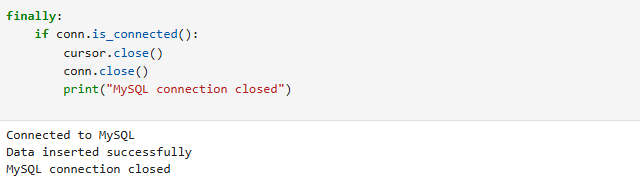 finally:
    if conn.is_connected():
        cursor.close()
        conn.close()
        print("MySQL connection closed")
Connected to MySQL
Data inserted successfully
MySQL connection closed